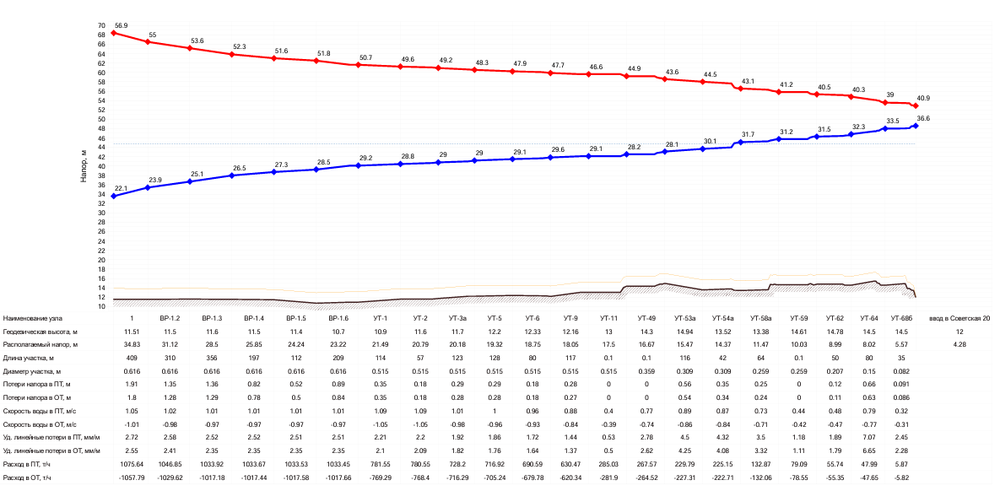 Напор, м
70
68
66
64
62
60
58
56
54
52
50
48
46
44
42
40
38
36
34
32
30
28
26
24
22
20
18
16
14
12
10
56.9 55 53.6 52.3 51.6 51.8 50.7 49.6 49.2 48.3 47.9 47.7 46.6 44.9 43.6 44.5 43.1 41.2 40.5 40.3 39 40.9
22.1 23.9 25.1 26.5 27.3 28.5 29.2 28.8 29 29 29.1 29.6 29.1 28.2 28.1 30.1 31.7 31.2 31.5 32.3 33.5 36.6
Наименование узла 1 ВР-1.2 ВР-1.3 ВР-1.4 ВР-1.5 ВР-1.6 УТ-1 УТ-2 УТ-3а УТ-5 УТ-6 УТ-9 УТ-11 УТ-49 УТ-53а УТ-54а УТ-58а УТ-59 УТ-62 УТ-64 УТ-68б ввод в Советская 20
Геодезическая высота, м 11.51 11.5 11.6 11.5 11.4 10.7 10.9 11.6 11.7 12.2 12.33 12.16 13 14.3 14.94 13.52 13.38 14.61 14.78 14.5 14.5 12
Располагаемый напор, м 34.83 31.12 28.5 25.85 24.24 23.22 21.49 20.79 20.18 19.32 18.75 18.05 17.5 16.67 15.47 14.37 11.47 10.03 8.99 8.02 5.57 4.28
Длина участка, м 409 310 356 197 112 209 114 57 123 128 80 117 0.1 0.1 116 42 64 0.1 50 80 35
Диаметр участка, м 0.616 0.616 0.616 0.616 0.616 0.616 0.515 0.515 0.515 0.515 0.515 0.515 0.515 0.359 0.309 0.309 0.259 0.259 0.207 0.15 0.082
Потери напора в ПТ, м 1.91 1.35 1.36 0.82 0.52 0.89 0.35 0.18 0.29 0.29 0.18 0.28 0 0 0.56 0.35 0.25 0 0.12 0.66 0.091
Потери напора в ОТ, м 1.8 1.28 1.29 0.78 0.5 0.84 0.35 0.18 0.28 0.28 0.18 0.27 0 0 0.54 0.34 0.24 0 0.11 0.63 0.086
Скорость воды в ПТ, м/с 1.05 1.02 1.01 1.01 1.01 1.01 1.09 1.09 1.01 1 0.96 0.88 0.4 0.77 0.89 0.87 0.73 0.44 0.48 0.79 0.32
Скорость воды в ОТ, м/с -1.01 -0.98 -0.97 -0.97 -0.97 -0.97 -1.05 -1.05 -0.98 -0.96 -0.93 -0.84 -0.39 -0.74 -0.86 -0.84 -0.71 -0.42 -0.47 -0.77 -0.31
Уд. линейные потери в ПТ, мм/м 2.72 2.58 2.52 2.52 2.51 2.51 2.21 2.2 1.92 1.86 1.72 1.44 0.53 2.78 4.5 4.32 3.5 1.18 1.89 7.07 2.45
Уд. линейные потери в ОТ, мм/м 2.55 2.41 2.35 2.35 2.35 2.35 2.1 2.09 1.82 1.76 1.64 1.37 0.5 2.62 4.25 4.08 3.32 1.11 1.79 6.65 2.28
Расход в ПТ, т/ч 1075.64 1046.85 1033.92 1033.67 1033.53 1033.45 781.55 780.55 728.2 716.92 690.59 630.47 285.03 267.57 229.79 225.15 132.87 79.09 55.74 47.99 5.87
Расход в ОТ, т/ч -1057.79 -1029.62 -1017.18 -1017.44 -1017.58 -1017.66 -769.29 -768.4 -716.29 -705.24 -679.78 -620.34 -281.9 -264.52 -227.31 -222.71 -132.06 -78.55 -55.35 -47.65 -5.82